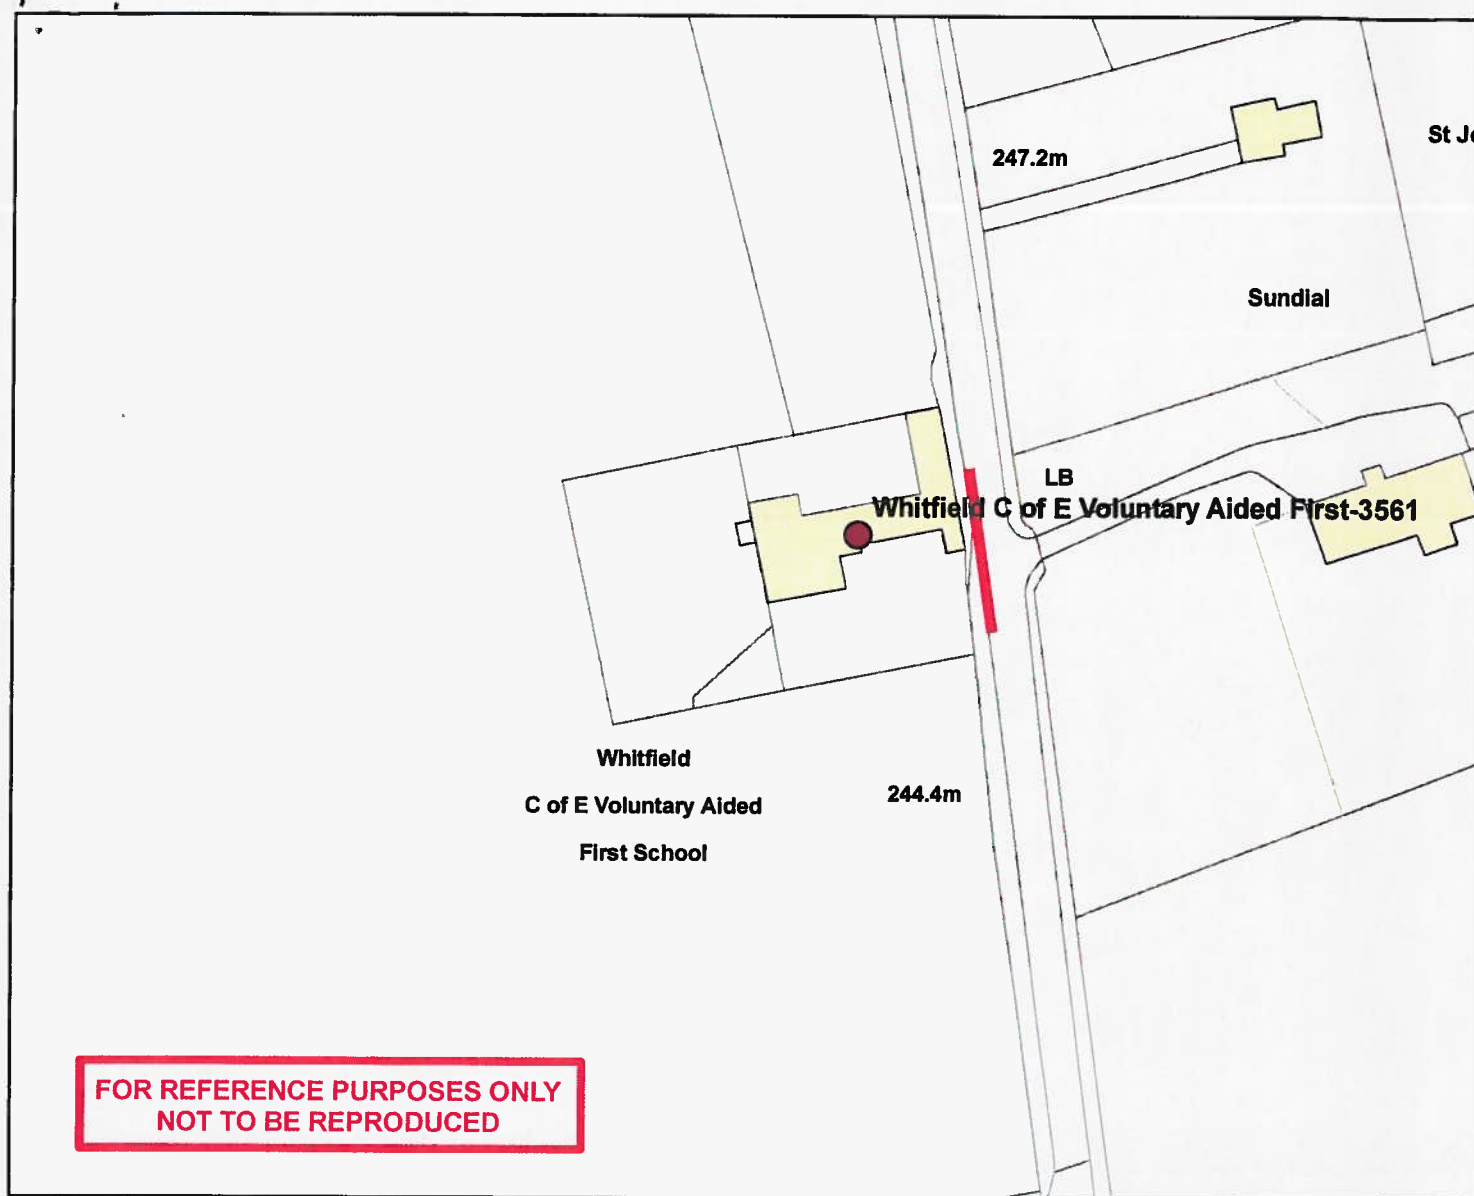 247.2m
St Jo
Sundial
LB
Whitfield C of E Voluntary Aided First-3561
Whitfield
C of E Voluntary Aided
First School
244.4m
FOR REFERENCE PURPOSES ONLY
NOT TO BE REPRODUCED